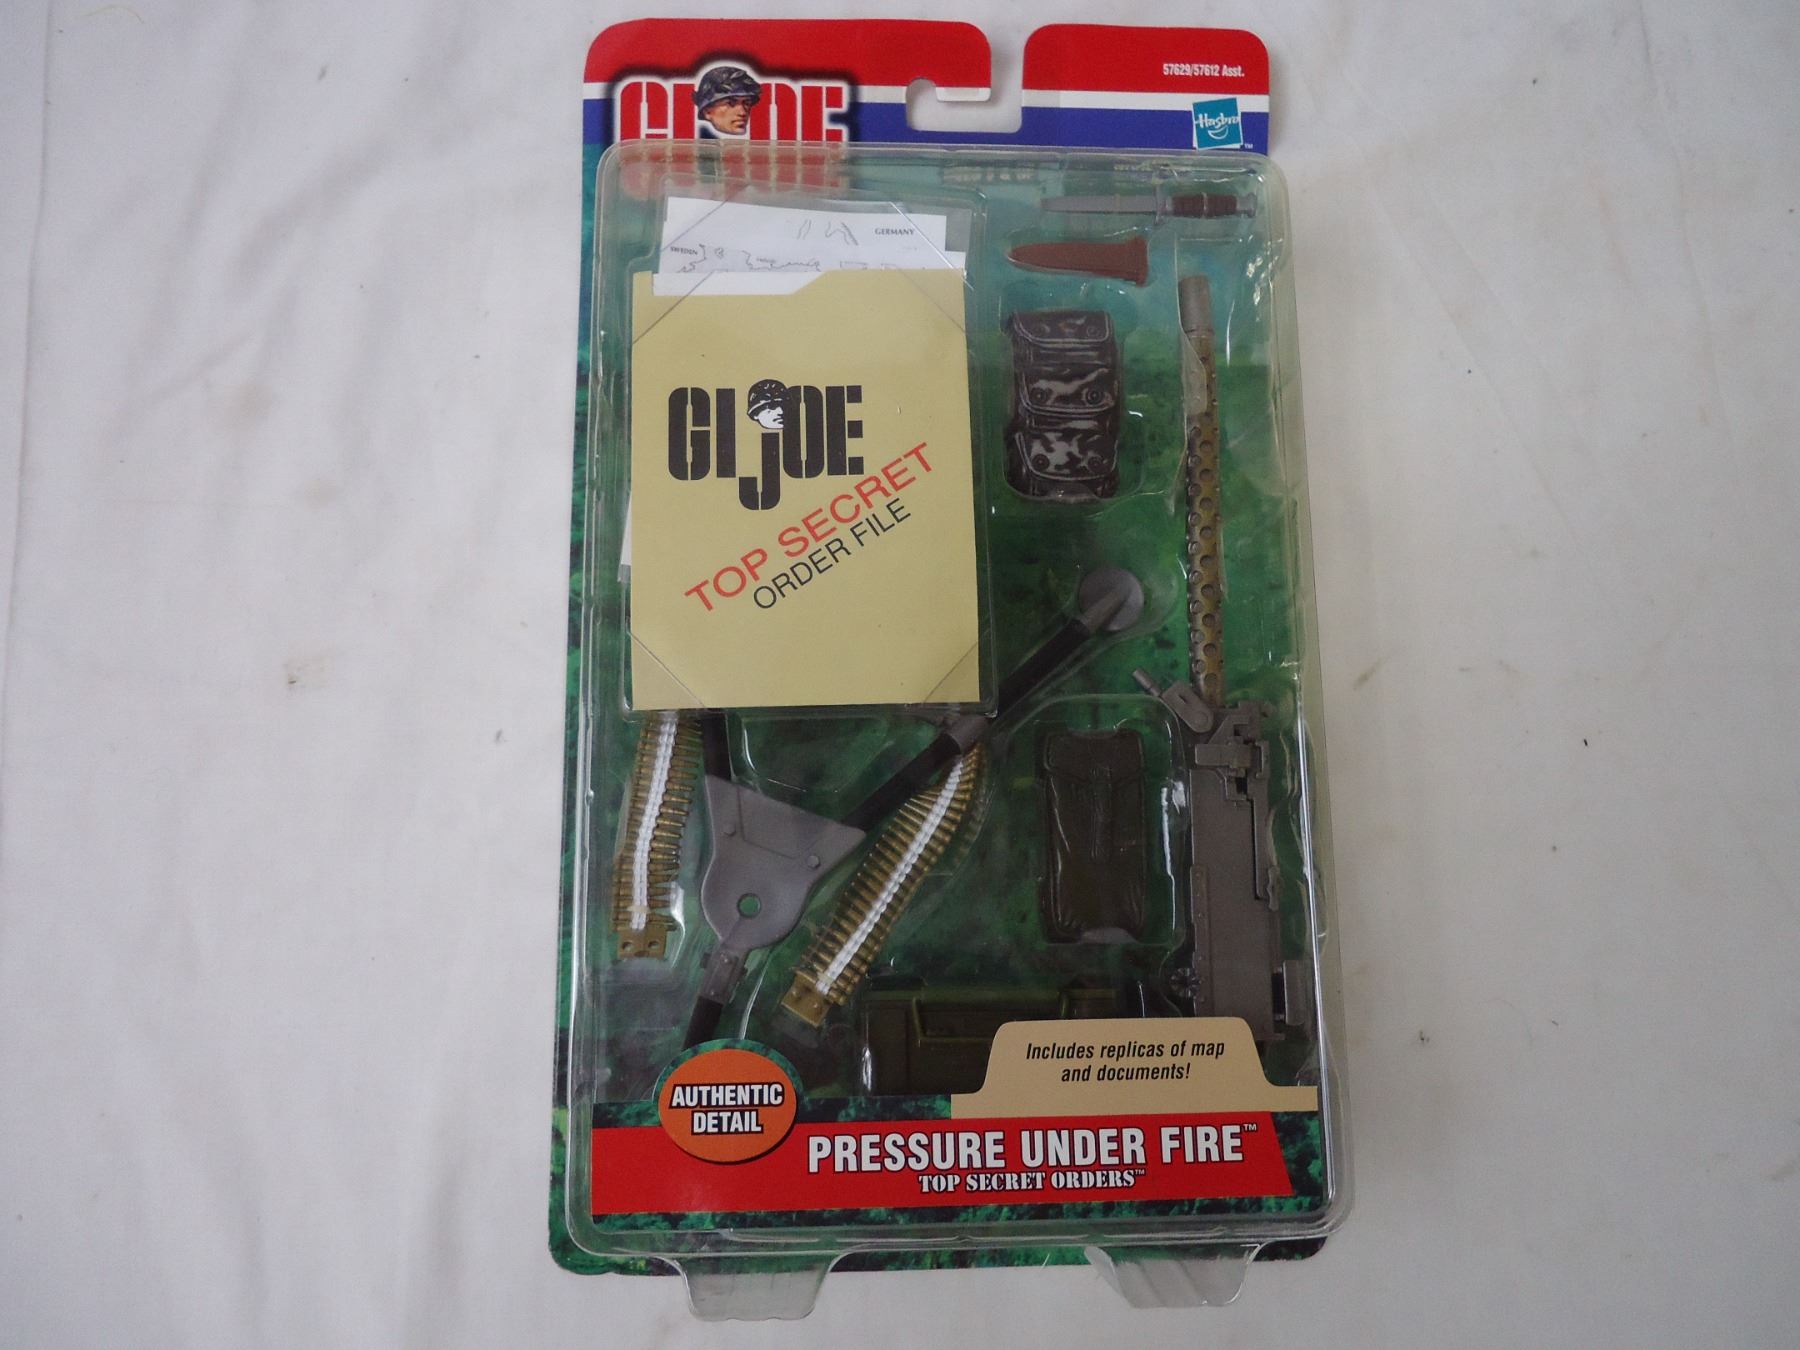 57629/57612 Asst.
GI JOE
Hasbro
™
GERMANY
SWEDEN
GI JOE
TOP SECRET
ORDER FILE
Includes replicas of map
and documents!
AUTHENTIC
DETAIL
PRESSURE UNDER FIRE™
TOP SECRET ORDERS™